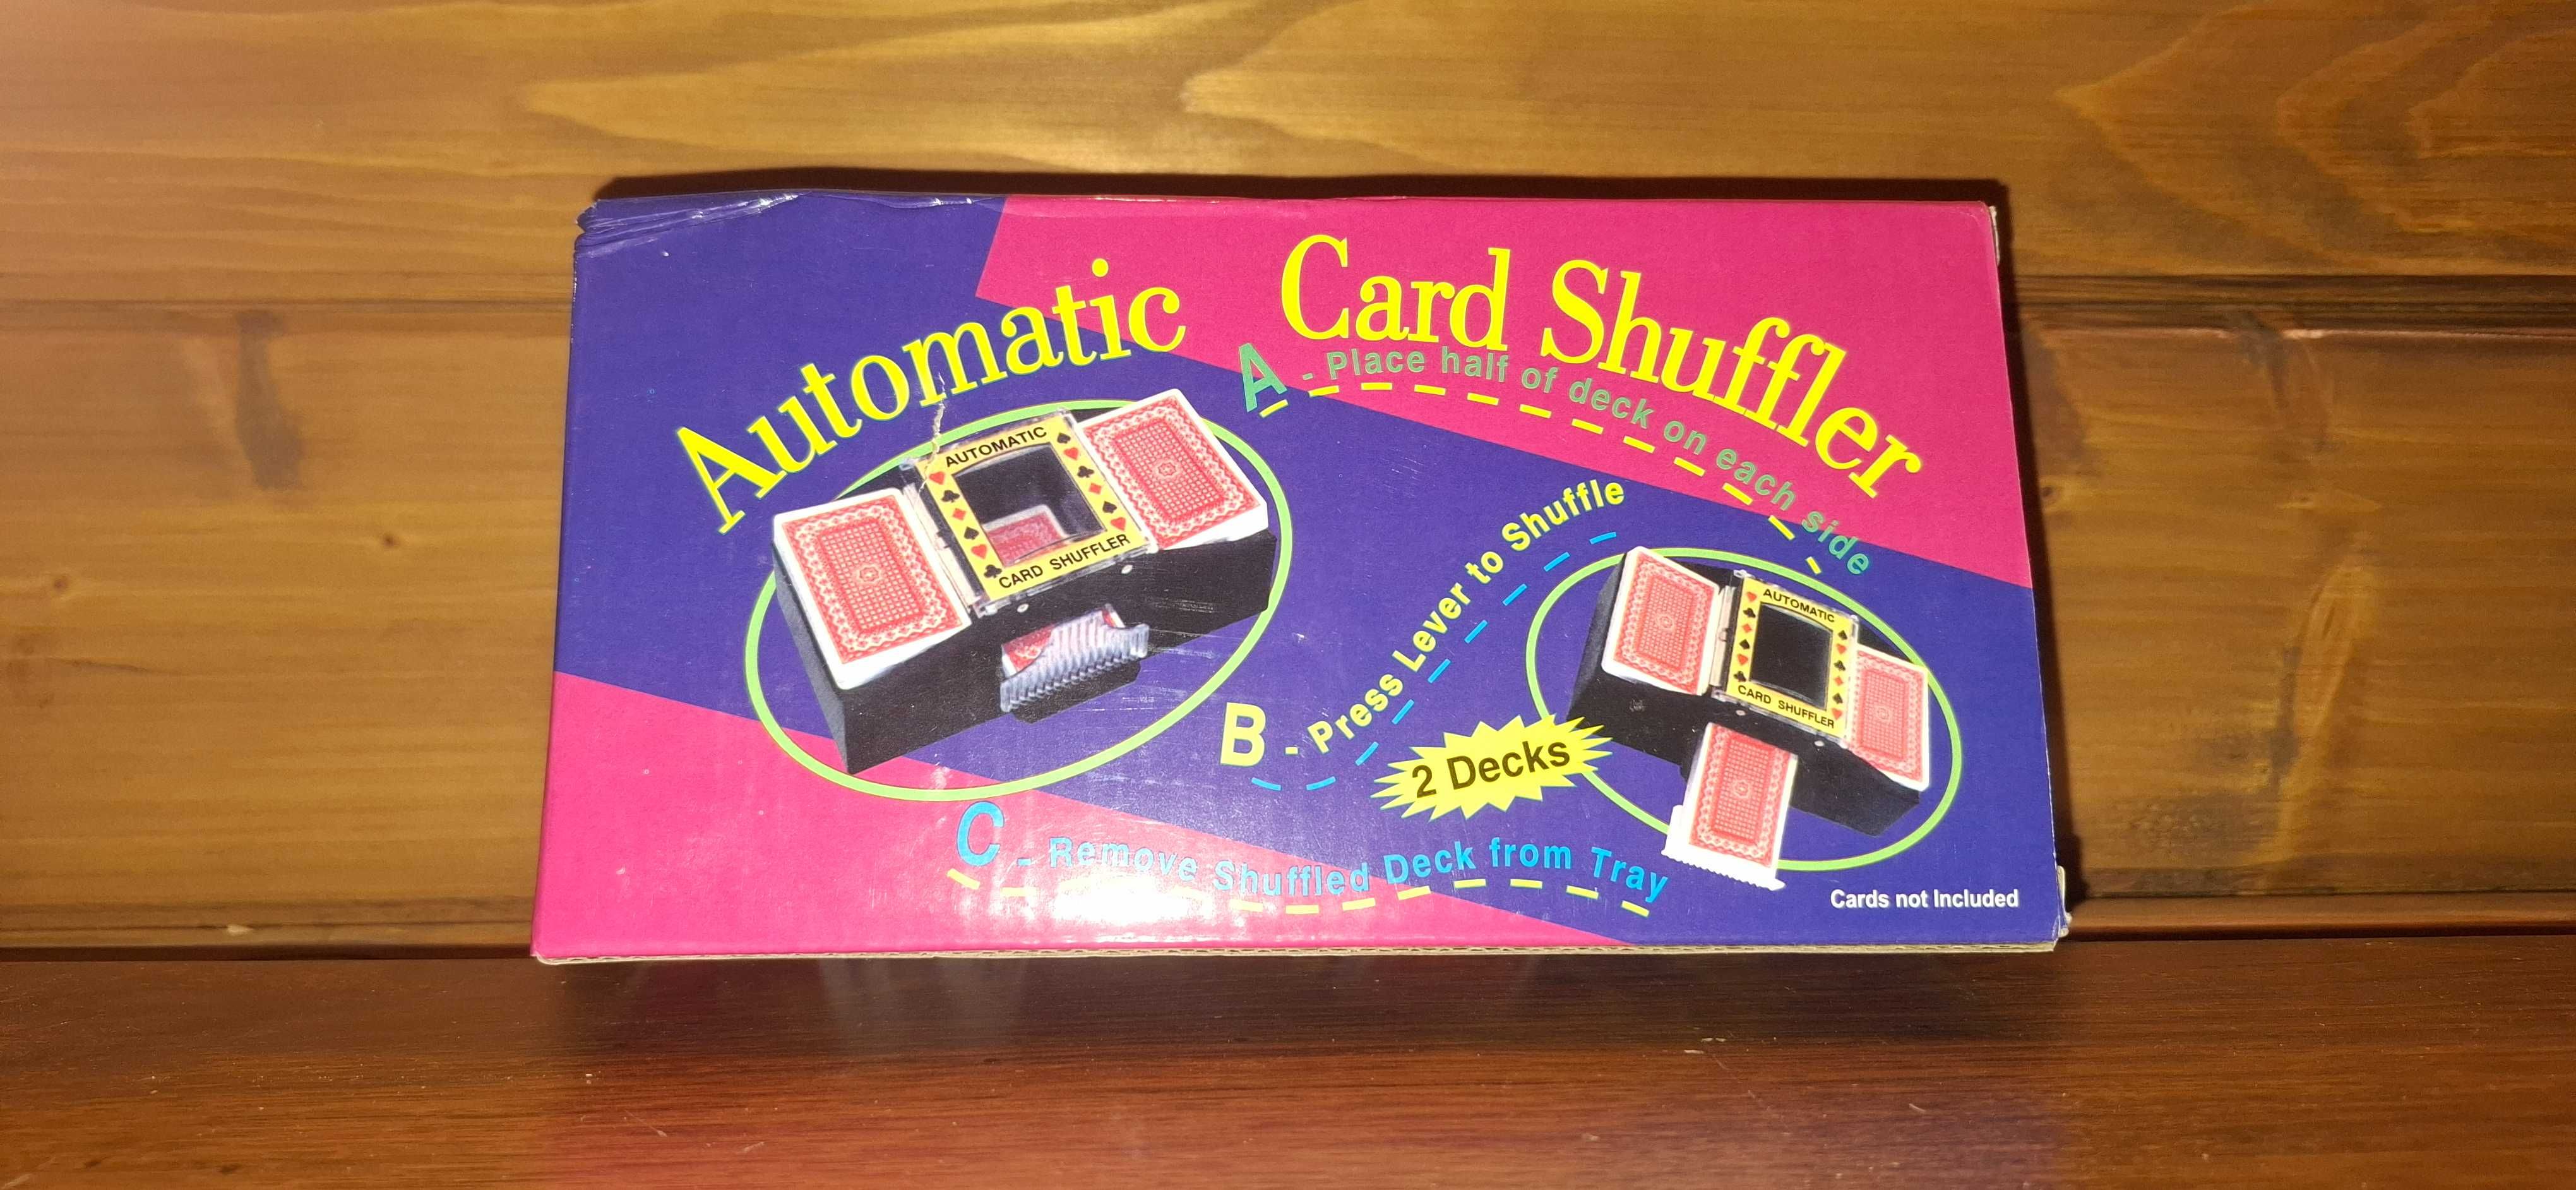 Automatic Card Shuffler
A - Place half of deck on each side
AUTOMATIC
CARD SHUFFLER
B - Press Lever to Shuffle
AUTOMATIC
CARD SHUFFLER
2 Decks
C - Remove Shuffled Deck from Tray
Cards not Included